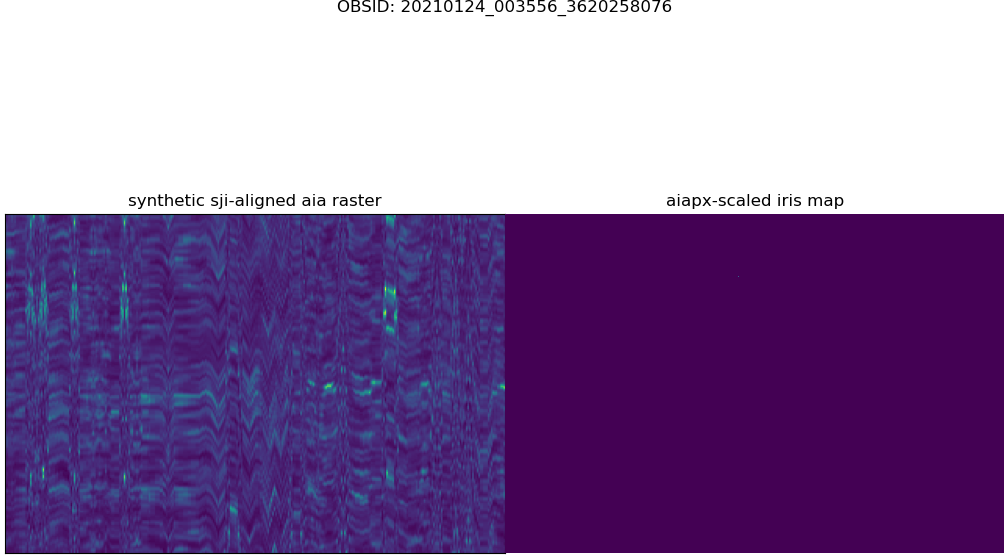 OBSID: 20210124_003556_3620258076
synthetic sji-aligned aia raster
aiapx-scaled iris map